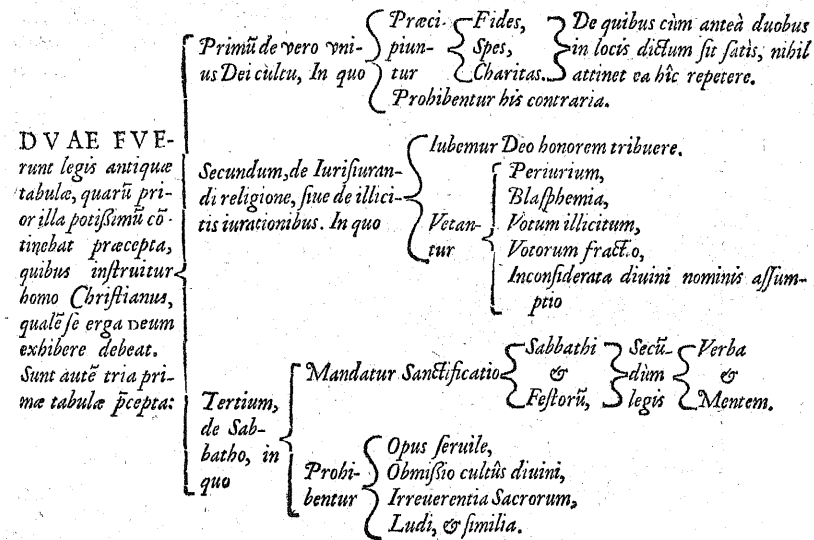 DVAE FVE-
runt legis antiquæ
tabulæ, quarũ pri-
or illa potißimũ cõ-
tinebat præcepta,
quibus instruitur
homo Christianus,
qualẽ se erga Deum
exhibere debeat.
Sunt autẽ tria pri-
mæ tabulæ p̃cepta:
Primũ de vero vni-
us Dei cultu, In quo
Præci-
piun-
tur
Fides,
Spes,
Charitas.
De quibus cùm anteà duobus
in locis dictum sit satis, nihil
attinet ea hîc repetere.
Prohibentur his contraria.
Secundum, de Iurisiuran-
di religione, siue de illici-
tis iurationibus. In quo
Iubemur Deo honorem tribuere.
Vetan-
tur
Periurium,
Blasphemia,
Votum illicitum,
Votorum fractio,
Inconsiderata diuini nominis assum-
ptio
Tertium,
de Sab-
batho, in
quo
Mandatur Sanctificatio
Sabbathi
&
Festorũ,
Secũ-
dùm
legis
Verba
&
Mentem.
Prohi-
bentur
Opus seruile,
Obmißio cultûs diuini,
Irreuerentia Sacrorum,
Ludi, & similia.